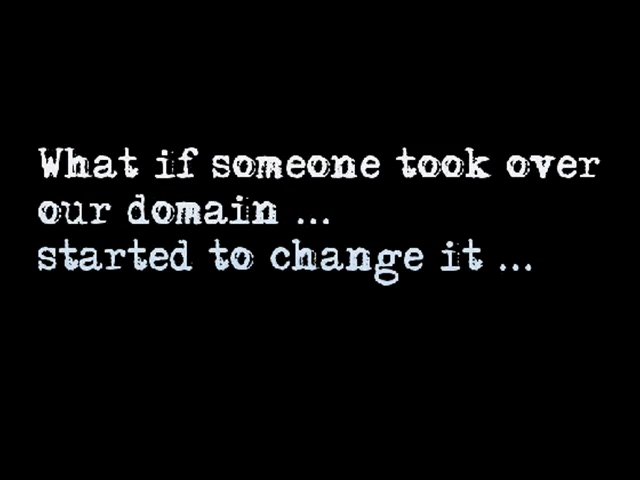 What if someone took over
our domain ...
started to change it ...